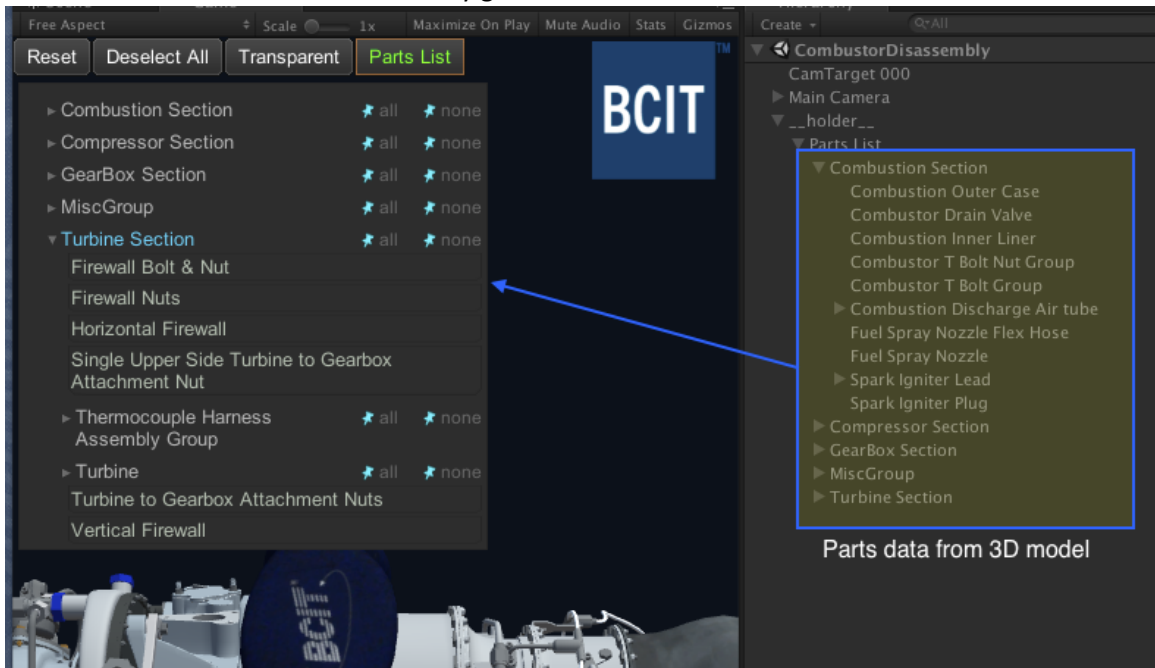 Free Aspect
Scale
1x
Maximize On Play
Mute Audio
Stats
Gizmos
Reset
Deselect All
Transparent
Parts List
Combustion Section
all
none
Compressor Section
all
none
GearBox Section
all
none
MiscGroup
all
none
Turbine Section
all
none
Firewall Bolt & Nut
Firewall Nuts
Horizontal Firewall
Single Upper Side Turbine to Gearbox
Attachment Nut
Thermocouple Harness
Assembly Group
all
none
Turbine
all
none
Turbine to Gearbox Attachment Nuts
Vertical Firewall
TM
BCIT
BCIT
Create
All
CombustorDisassembly
CamTarget 000
Main Camera
__holder__
Parts List
Combustion Section
Combustion Outer Case
Combustor Drain Valve
Combustion Inner Liner
Combustor T Bolt Nut Group
Combustor T Bolt Group
Combustion Discharge Air tube
Fuel Spray Nozzle Flex Hose
Fuel Spray Nozzle
Spark Igniter Lead
Spark Igniter Plug
Compressor Section
GearBox Section
MiscGroup
Turbine Section
Parts data from 3D model